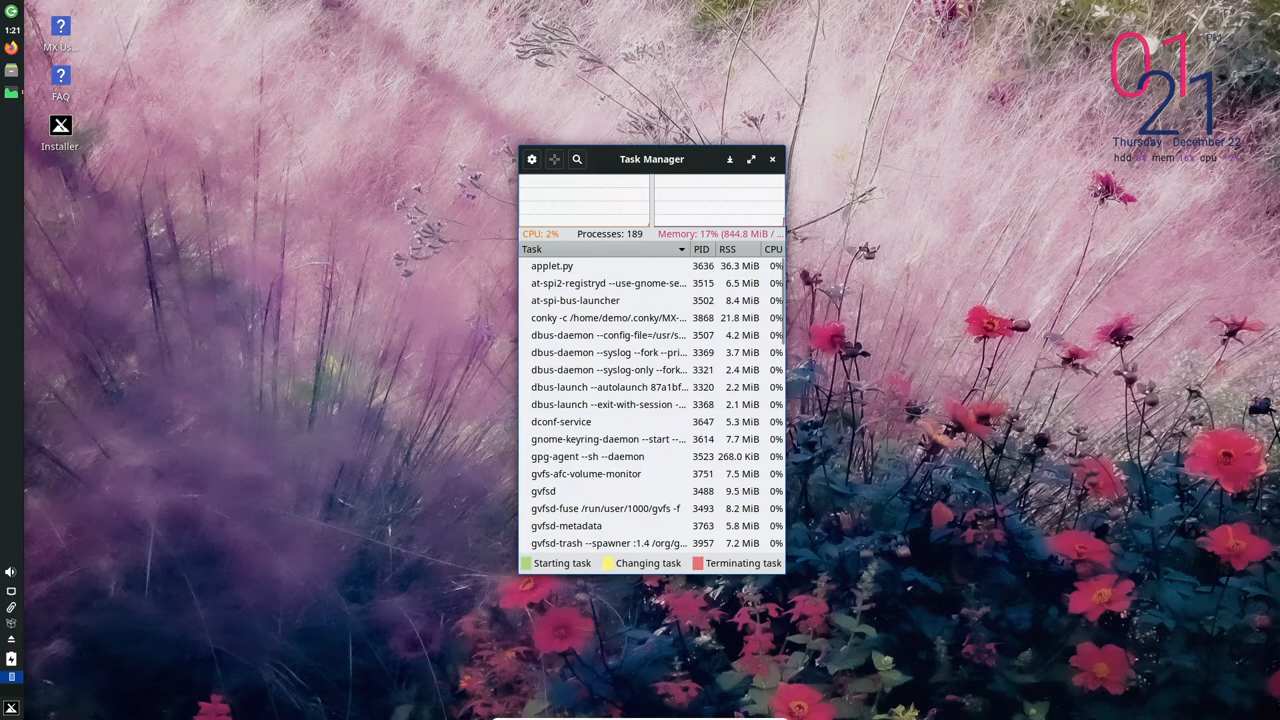 1:21
MX Us...
FAQ
Installer
01
PM
21
Thursday December 22
hdd mem 16% cpu
Task Manager
CPU: 2% Processes: 189 Memory: 17% (844.8 MiB / ...
Task PID RSS CPU
applet.py 3636 36.3 MiB 0%
at-spi2-registryd --use-gnome-se... 3515 6.5 MiB 0%
at-spi-bus-launcher 3502 8.4 MiB 0%
conky -c /home/demo/.conky/MX-... 3868 21.8 MiB 0%
dbus-daemon --config-file=/usr/s... 3507 4.2 MiB 0%
dbus-daemon --syslog --fork --pri... 3369 3.7 MiB 0%
dbus-daemon --syslog-only --fork... 3321 2.4 MiB 0%
dbus-launch --autolaunch 87a1bf... 3320 2.2 MiB 0%
dbus-launch --exit-with-session -... 3368 2.1 MiB 0%
dconf-service 3647 5.3 MiB 0%
gnome-keyring-daemon --start --... 3614 7.7 MiB 0%
gpg-agent --sh --daemon 3523 268.0 KiB 0%
gvfs-afc-volume-monitor 3751 7.5 MiB 0%
gvfsd 3488 9.5 MiB 0%
gvfsd-fuse /run/user/1000/gvfs -f 3493 8.2 MiB 0%
gvfsd-metadata 3763 5.8 MiB 0%
gvfsd-trash --spawner :1.4 /org/g... 3957 7.2 MiB 0%
Starting task Changing task Terminating task